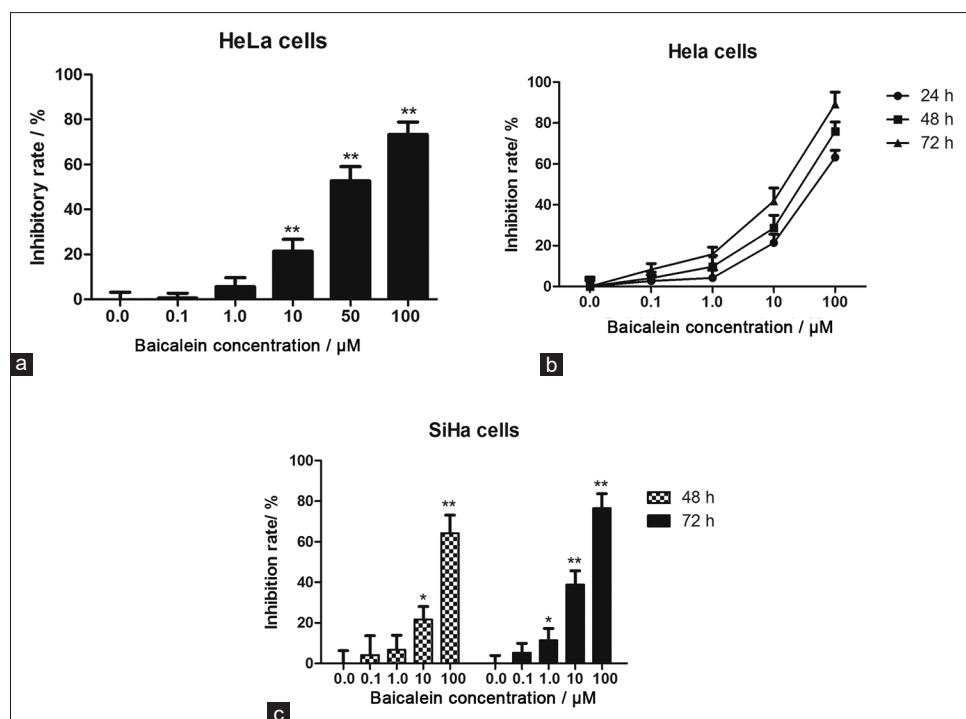 HeLa cells
Inhibitory rate / %
100
80
60
40
20
0
**
**
**
0.0 0.1 1.0 10 50 100
Baicalein concentration / µM
a
Hela cells
Inhibition rate/ %
100
80
60
40
20
0
24 h
48 h
72 h
0.0 0.1 1.0 10 100
Baicalein concentration / µM
b
SiHa cells
Inhibition rate/ %
100
80
60
40
20
0
*
**
*
**
**
48 h
72 h
0.0 0.1 1.0 10 100 0.0 0.1 1.0 10 100
Baicalein concentration / µM
c